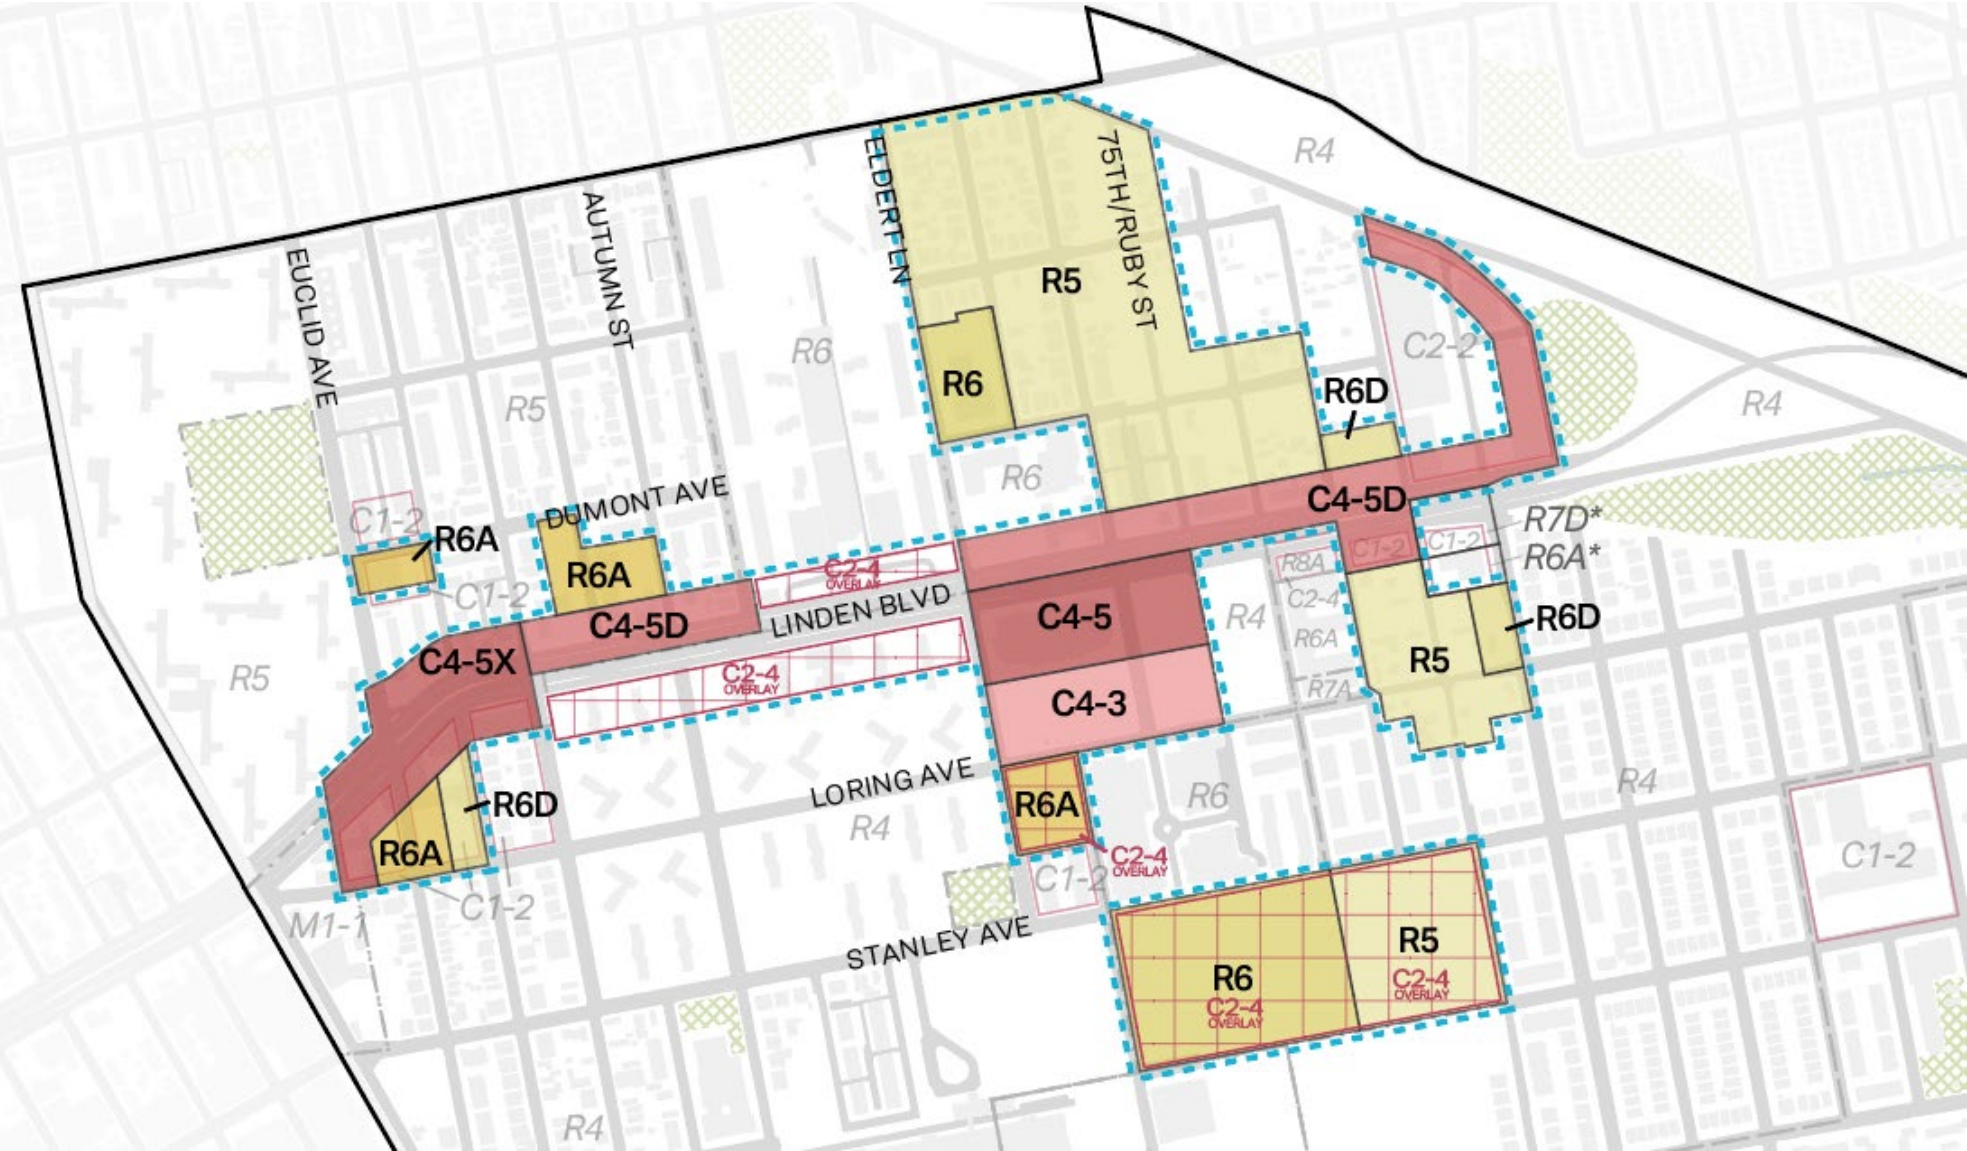 R4
ELDERT LN
75TH/RUBY ST
AUTUMN ST
EUCLID AVE
R5
R6
C2-2
R6
R6D
R4
R5
R6
C4-5D
DUMONT AVE
C1-2
R6A
R7D*
C1-2
C1-2
R6A*
R8A
R6A
C2-4
OVERLAY
C1-2
C2-4
LINDEN BLVD
C4-5
R4
R6D
C4-5D
R6A
C4-5X
R5
C2-4
OVERLAY
R5
R7A
C4-3
LORING AVE
R4
R6
R6D
R6A
R4
R6A
C2-4
OVERLAY
C1-2
C1-2
C1-2
M1-1
STANLEY AVE
R5
C2-4
OVERLAY
R6
C2-4
OVERLAY
R4